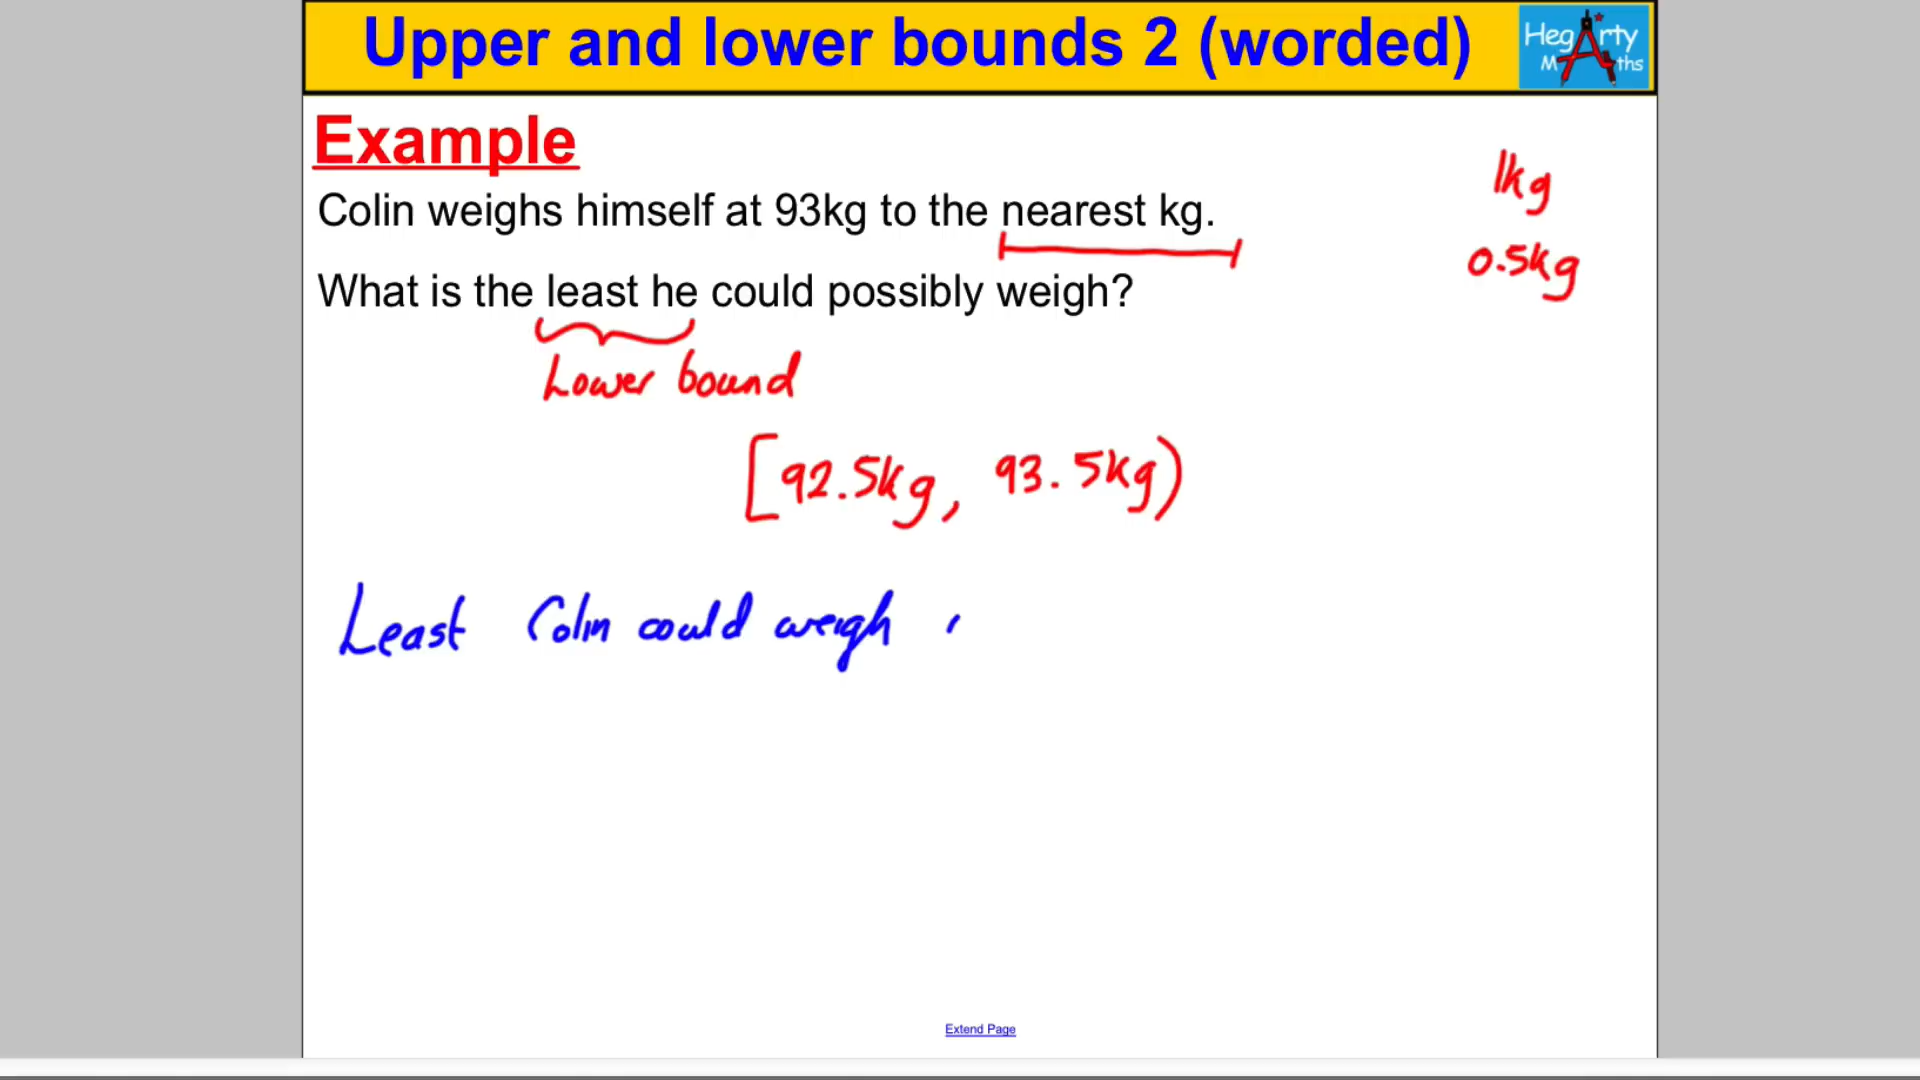 Upper and lower bounds 2 (worded)
HegArty
Maths
Example
1kg
Colin weighs himself at 93kg to the nearest kg.
0.5kg
What is the least he could possibly weigh?
Lower bound
[92.5kg, 93.5kg)
Least Colin could weigh
Extend Page